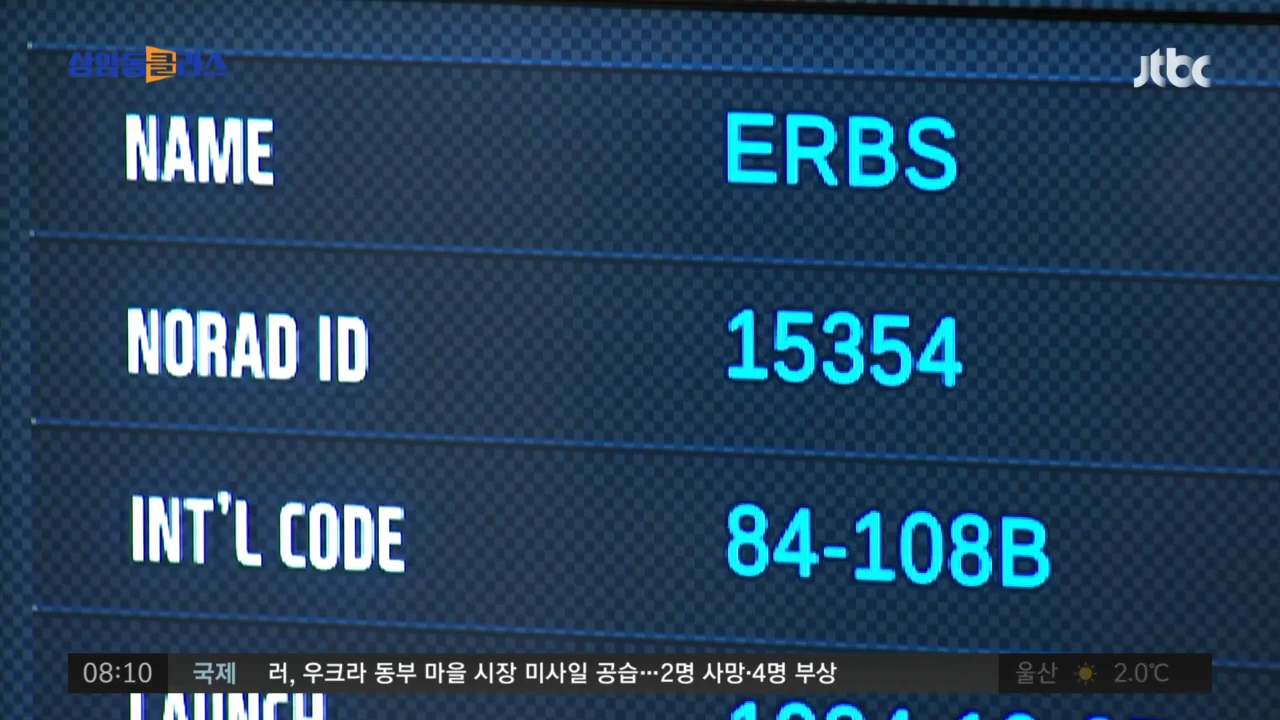 상암동클라스
jtbc
NAME ERBS
NORAD ID 15354
INT'L CODE 84-108B
LAUNCH
08:10 국제 러, 우크라 동부 마을 시장 미사일 공습…2명 사망·4명 부상 울산 2.0℃